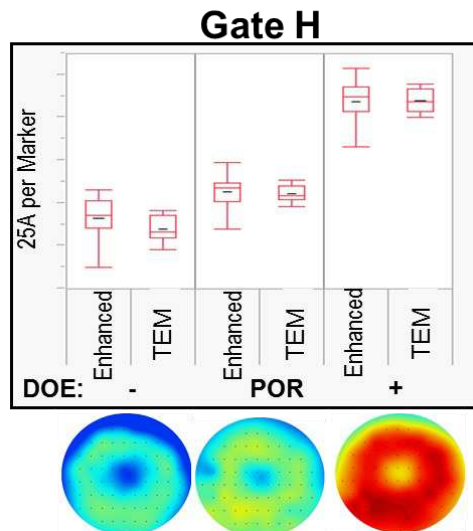 Gate H
25A per Marker
Enhanced TEM Enhanced TEM Enhanced TEM
DOE: - POR +